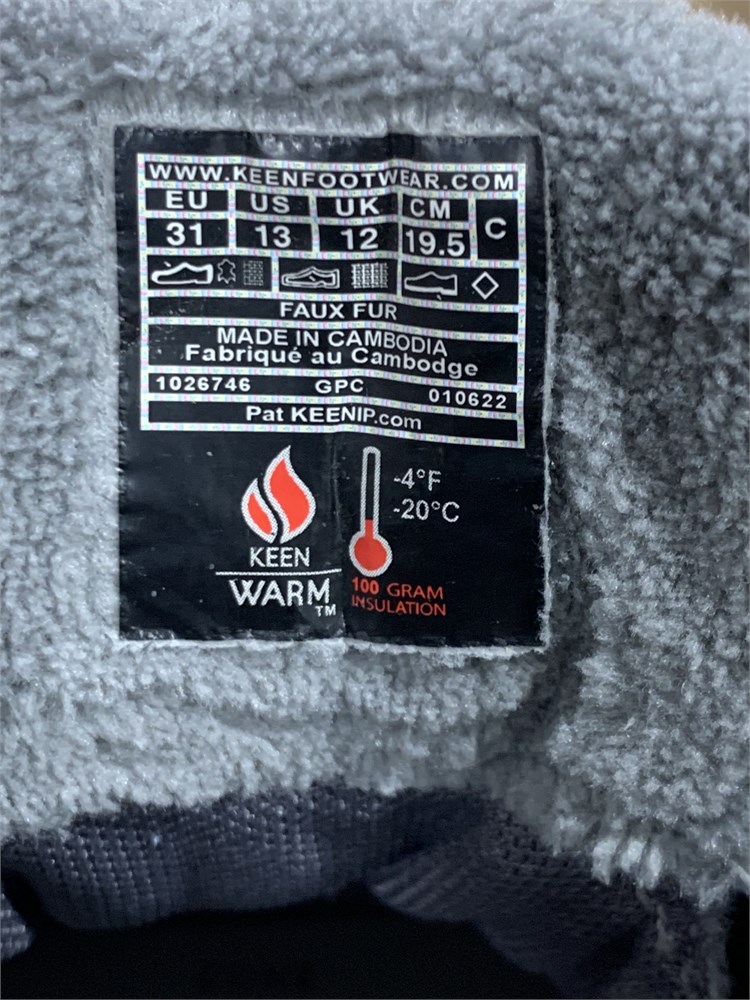 WWW.KEENFOOTWEAR.COM
EU US UK CM C
31 13 12 19.5
FAUX FUR
MADE IN CAMBODIA
Fabriqué au Cambodge
1026746 GPC 010622
Pat KEENIP.com
-4°F
-20°C
KEEN
WARM™
100 GRAM
INSULATION